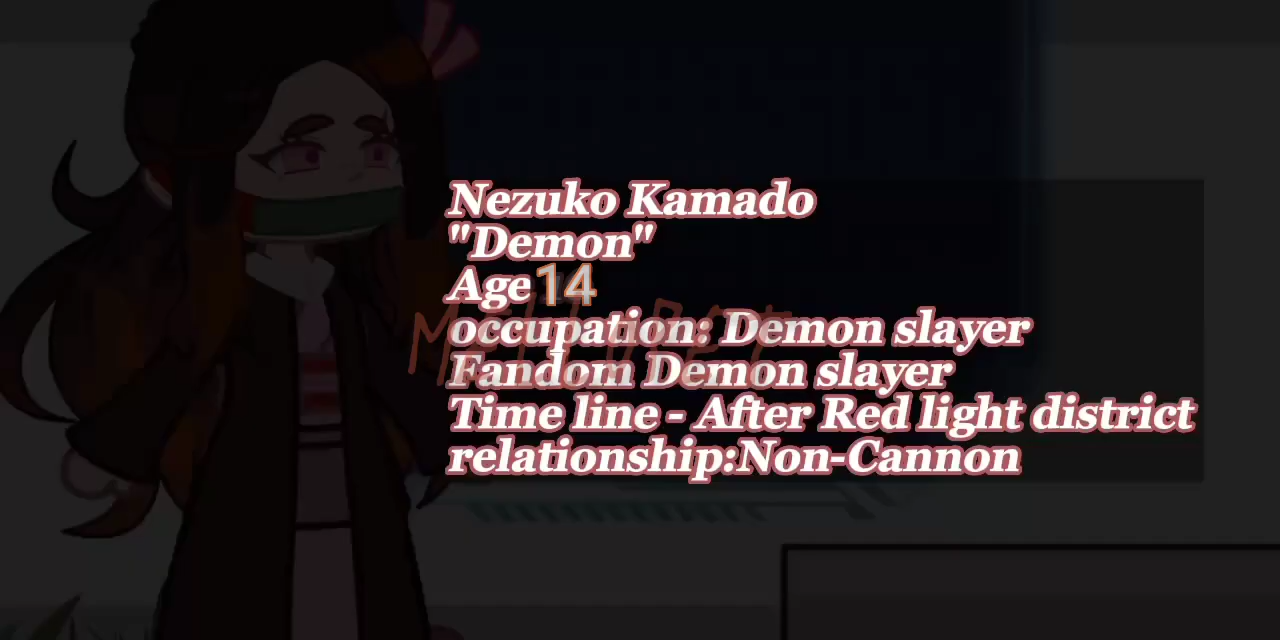 Nezuko Kamado
"Demon"
Age 14
occupation: Demon slayer
Fandom Demon slayer
Time line - After Red light district
relationship:Non-Cannon